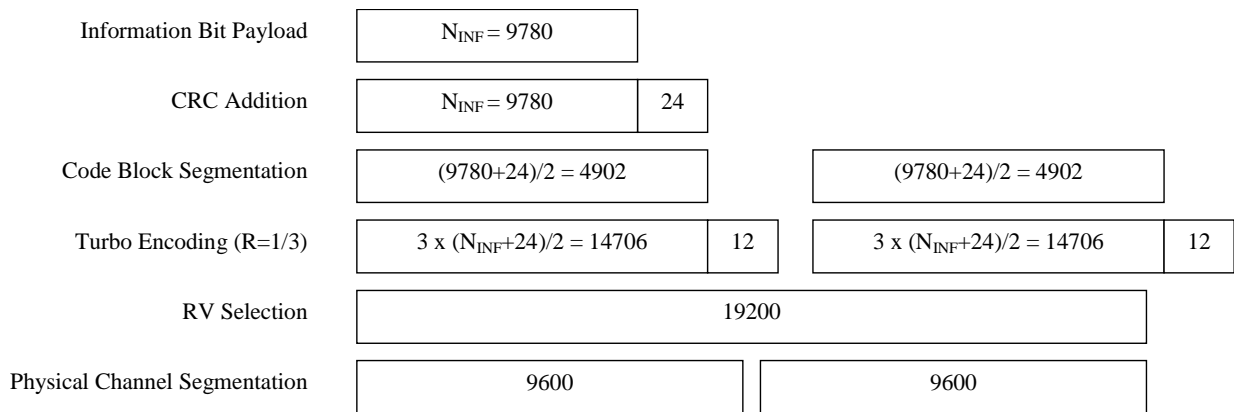 Information Bit Payload
N_INF = 9780
CRC Addition
N_INF = 9780 24
Code Block Segmentation
(9780+24)/2 = 4902 (9780+24)/2 = 4902
Turbo Encoding (R=1/3)
3 x (N_INF+24)/2 = 14706 12 3 x (N_INF+24)/2 = 14706 12
RV Selection
19200
Physical Channel Segmentation
9600 9600